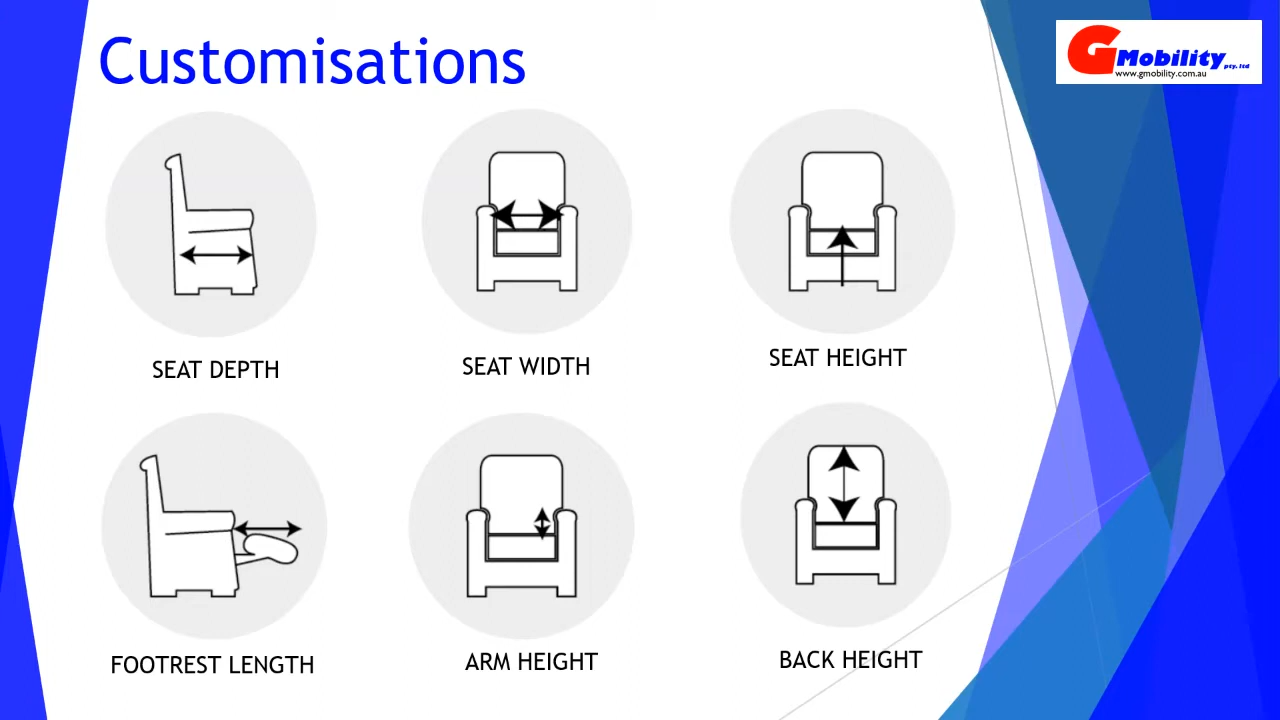 Customisations
GMobility pty. ltd
www.gmobility.com.au
SEAT DEPTH
SEAT WIDTH
SEAT HEIGHT
FOOTREST LENGTH
ARM HEIGHT
BACK HEIGHT